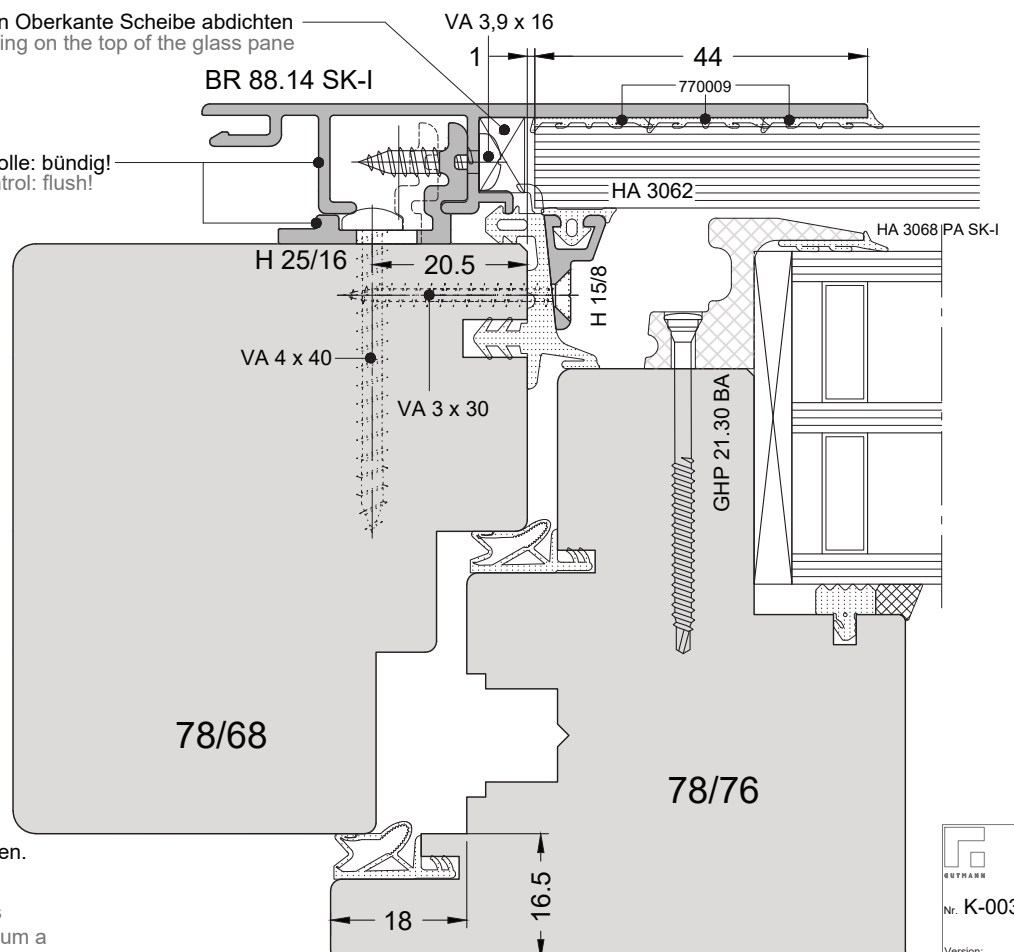 n Oberkante Scheibe abdichten
ing on the top of the glass pane
VA 3,9 x 16
1
44
770009
BR 88.14 SK-I
olle: bündig!
ntrol: flush!
HA 3062
HA 3068 PA SK-I
H 25/16
20.5
H 15/8
VA 4 x 40
VA 3 x 30
GHP 21.30 BA
78/68
78/76
en.
s
um a
18
16.5
GUTMANN
Nr. K-003
Version: